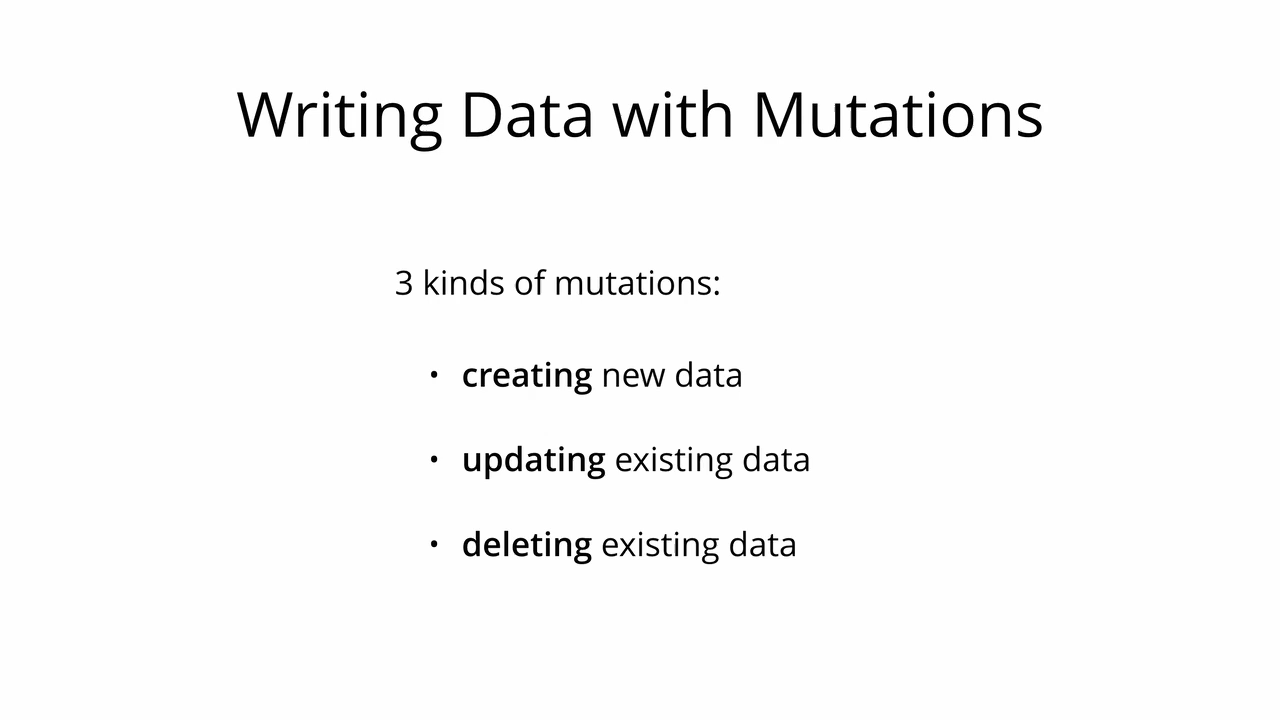 Writing Data with Mutations
3 kinds of mutations:
• creating new data
• updating existing data
• deleting existing data